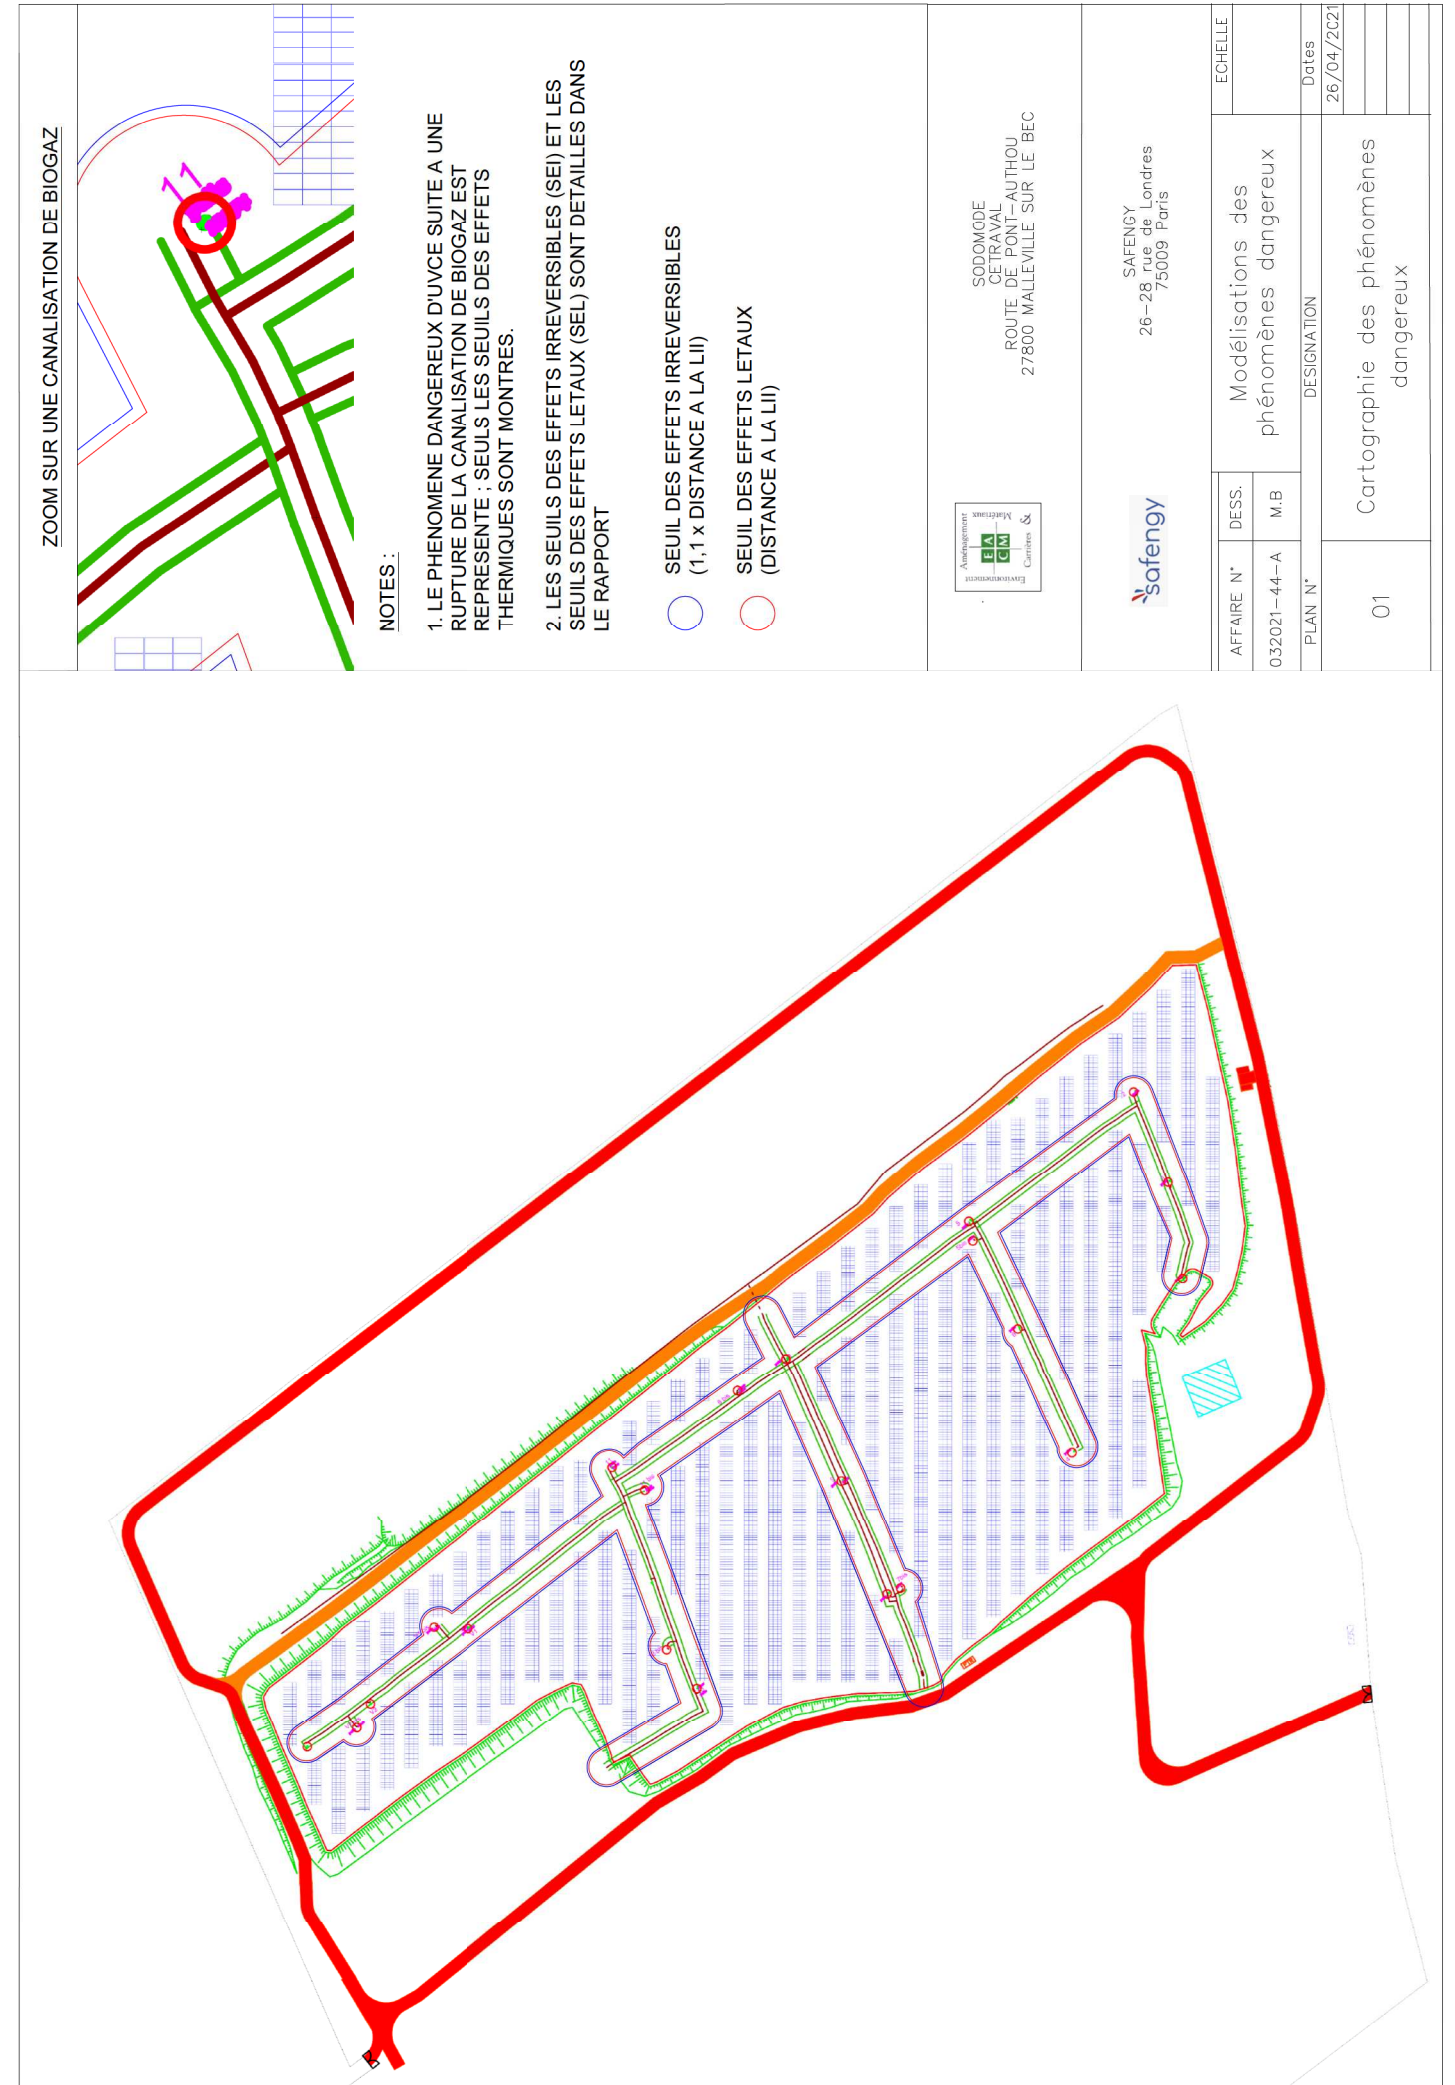 ZOOM SUR UNE CANALISATION DE BIOGAZ
11
NOTES :
1. LE PHENOMENE DANGEREUX D'UVCE SUITE A UNE
RUPTURE DE LA CANALISATION DE BIOGAZ EST
REPRESENTE ; SEULS LES SEUILS DES EFFETS
THERMIQUES SONT MONTRES.
2. LES SEUILS DES EFFETS IRREVERSIBLES (SEI) ET LES
SEUILS DES EFFETS LETAUX (SEL) SONT DETAILLES DANS
LE RAPPORT
SEUIL DES EFFETS IRREVERSIBLES
(1,1 x DISTANCE A LA LII)
SEUIL DES EFFETS LETAUX
(DISTANCE A LA LII)
Aménagement
Matériaux
Environnement
Carrières &
E A
C M
SODOMODE
CETRAVAL
ROUTE DE PONT-AUTHOU
27800 MALLEVILLE SUR LE BEC
safengy
SAFENGY
26-28 rue de Londres
75009 Paris
AFFAIRE N°
DESS.
Modélisations des
phénomènes dangereux
ECHELLE
032021-44-A
M.B
PLAN N°
DESIGNATION
Dates
01
Cartographie des phénomènes
dangereux
26/04/2021